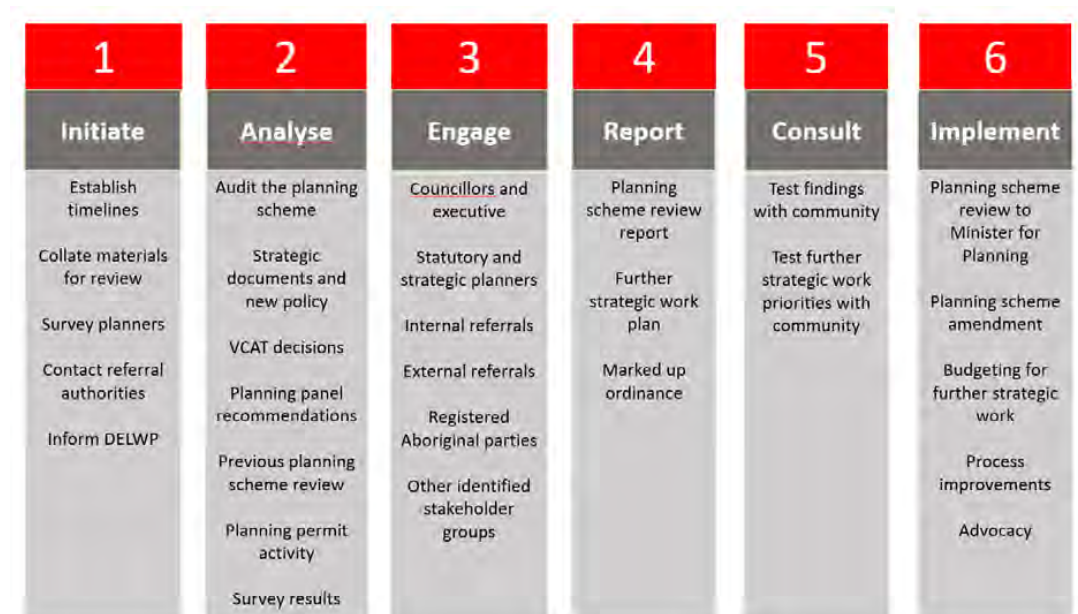 1
Initiate
Establish
timelines
Collate materials
for review
Survey planners
Contact referral
authorities
Inform DELWP
2
Analyse
Audit the planning
scheme
Strategic
documents and
new policy
VCAT decisions
Planning panel
recommendations
Previous planning
scheme review
Planning permit
activity
Survey results
3
Engage
Councillors and
executive
Statutory and
strategic planners
Internal referrals
External referrals
Registered
Aboriginal parties
Other identified
stakeholder
groups
4
Report
Planning
scheme review
report
Further
strategic work
plan
Marked up
ordinance
5
Consult
Test findings
with community
Test further
strategic work
priorities with
community
6
Implement
Planning scheme
review to
Minister for
Planning
Planning scheme
amendment
Budgeting for
further strategic
work
Process
improvements
Advocacy